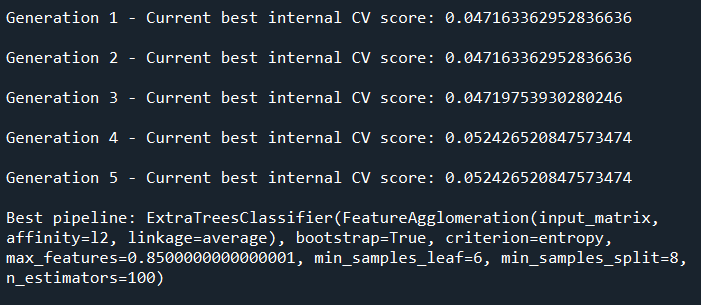 Generation 1 - Current best internal CV score: 0.047163362952836636
Generation 2 - Current best internal CV score: 0.047163362952836636
Generation 3 - Current best internal CV score: 0.04719753930280246
Generation 4 - Current best internal CV score: 0.052426520847573474
Generation 5 - Current best internal CV score: 0.052426520847573474
Best pipeline: ExtraTreesClassifier(FeatureAgglomeration(input_matrix,
affinity=l2, linkage=average), bootstrap=True, criterion=entropy,
max_features=0.8500000000000001, min_samples_leaf=6, min_samples_split=8,
n_estimators=100)